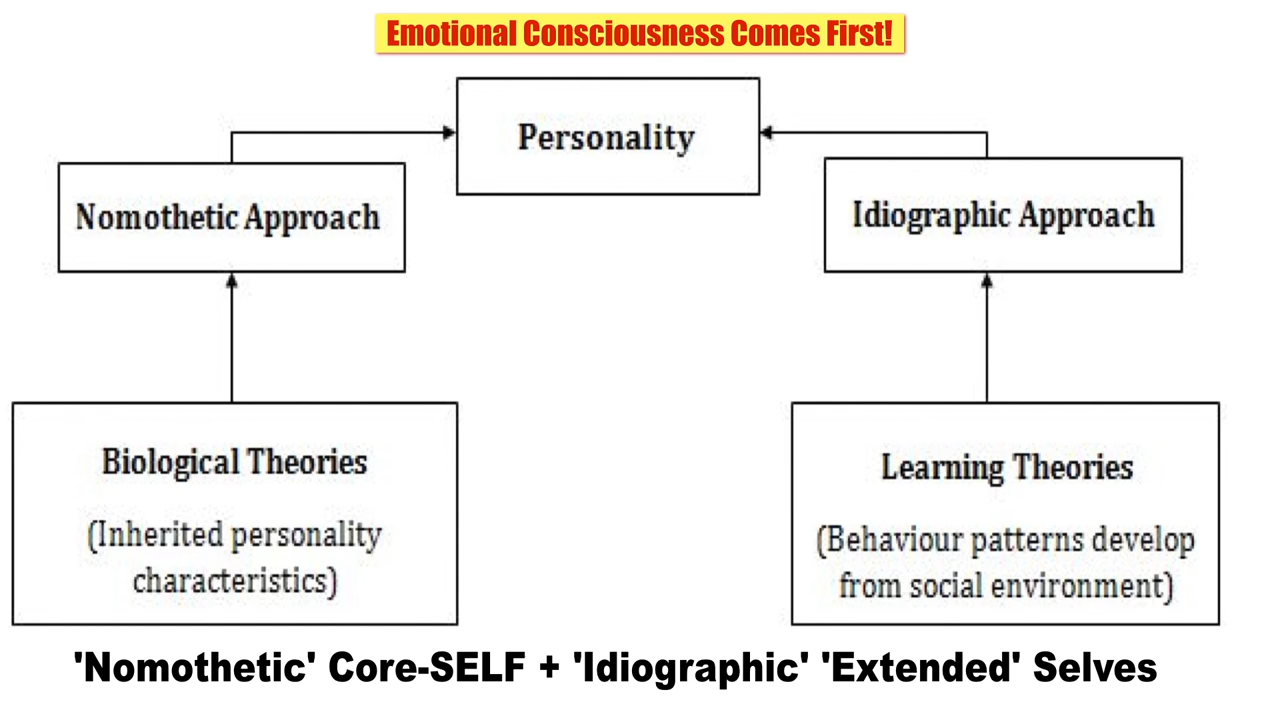 Emotional Consciousness Comes First!
Personality
Nomothetic Approach
Idiographic Approach
Biological Theories
(Inherited personality
characteristics)
Learning Theories
(Behaviour patterns develop
from social environment)
'Nomothetic' Core-SELF + 'Idiographic' 'Extended' Selves